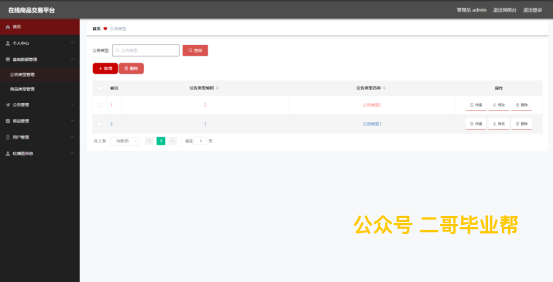 在线商品交易平台
管理员 admin 退出到前台 退出登录
首页
个人中心
基础数据管理
公告类型管理
商品类型管理
公告管理
商品管理
用户管理
轮播图信息
首页 公告类型
公告类型 公告类型 查询
+ 新增 删除
索引 公告类型编码 公告类型名称 操作
1 2 公告类型2 详情 修改 删除
2 1 公告类型1 详情 修改 删除
共 2 条 10条/页 1 前往 1 页
公众号 二哥毕业帮